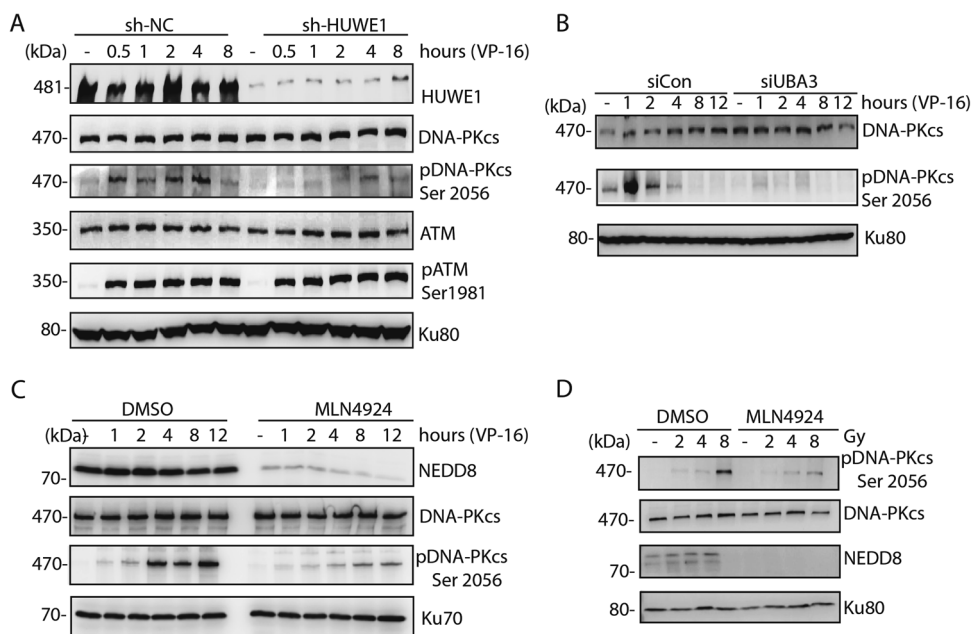 A
sh-NC sh-HUWE1
(kDa) - 0.5 1 2 4 8 - 0.5 1 2 4 8 hours (VP-16)
481- HUWE1
470- DNA-PKcs
470- pDNA-PKcs
Ser 2056
350- ATM
350- pATM
Ser1981
80- Ku80
B
siCon siUBA3
(kDa) - 1 2 4 8 12 - 1 2 4 8 12 hours (VP-16)
470- DNA-PKcs
470- pDNA-PKcs
Ser 2056
80- Ku80
C
DMSO MLN4924
(kDa) - 1 2 4 8 12 - 1 2 4 8 12 hours (VP-16)
70- NEDD8
470- DNA-PKcs
470- pDNA-PKcs
Ser 2056
70- Ku70
D
DMSO MLN4924
(kDa) - 2 4 8 - 2 4 8 Gy
470- pDNA-PKcs
Ser 2056
470- DNA-PKcs
70- NEDD8
80- Ku80